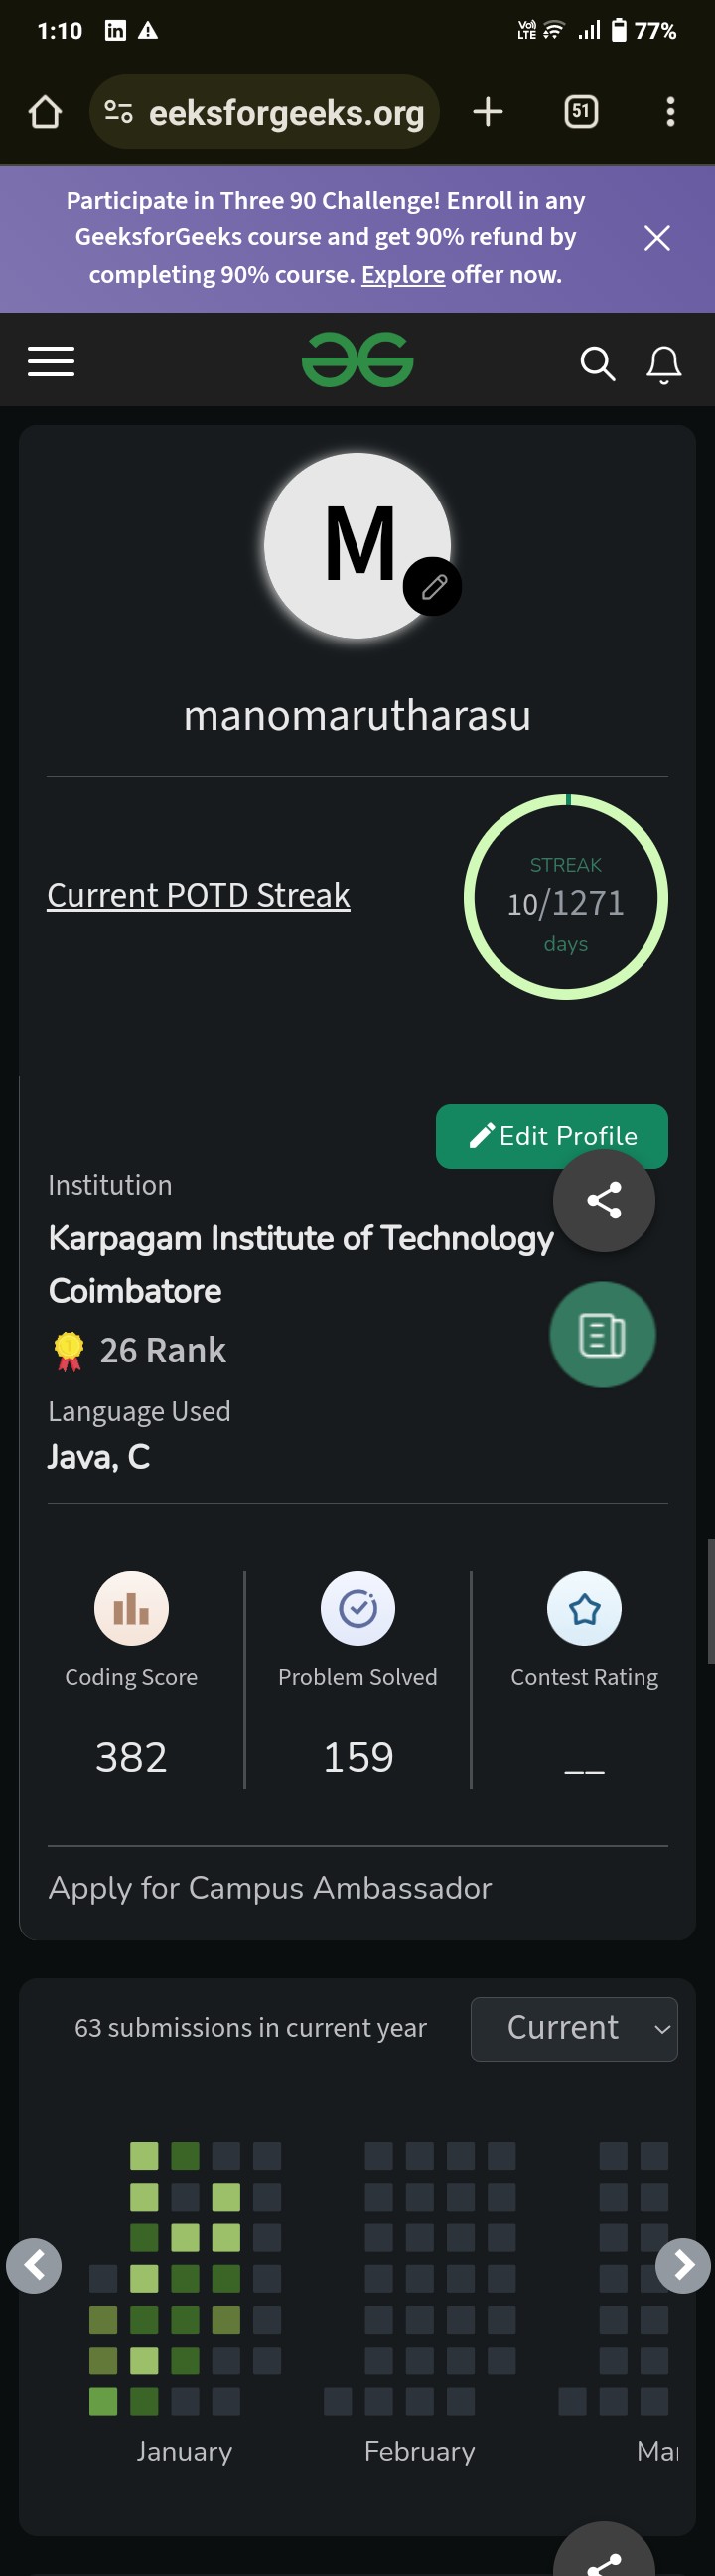 1:10
Vo)
LTE
77%
eeksforgeeks.org
51
Participate in Three 90 Challenge! Enroll in any
GeeksforGeeks course and get 90% refund by
completing 90% course. Explore offer now.
M
manomarutharasu
Current POTD Streak
STREAK
10/1271
days
Edit Profile
Institution
Karpagam Institute of Technology
Coimbatore
26 Rank
Language Used
Java, C
Coding Score
Problem Solved
Contest Rating
382
159
__
Apply for Campus Ambassador
63 submissions in current year
Current
January
February
Mar